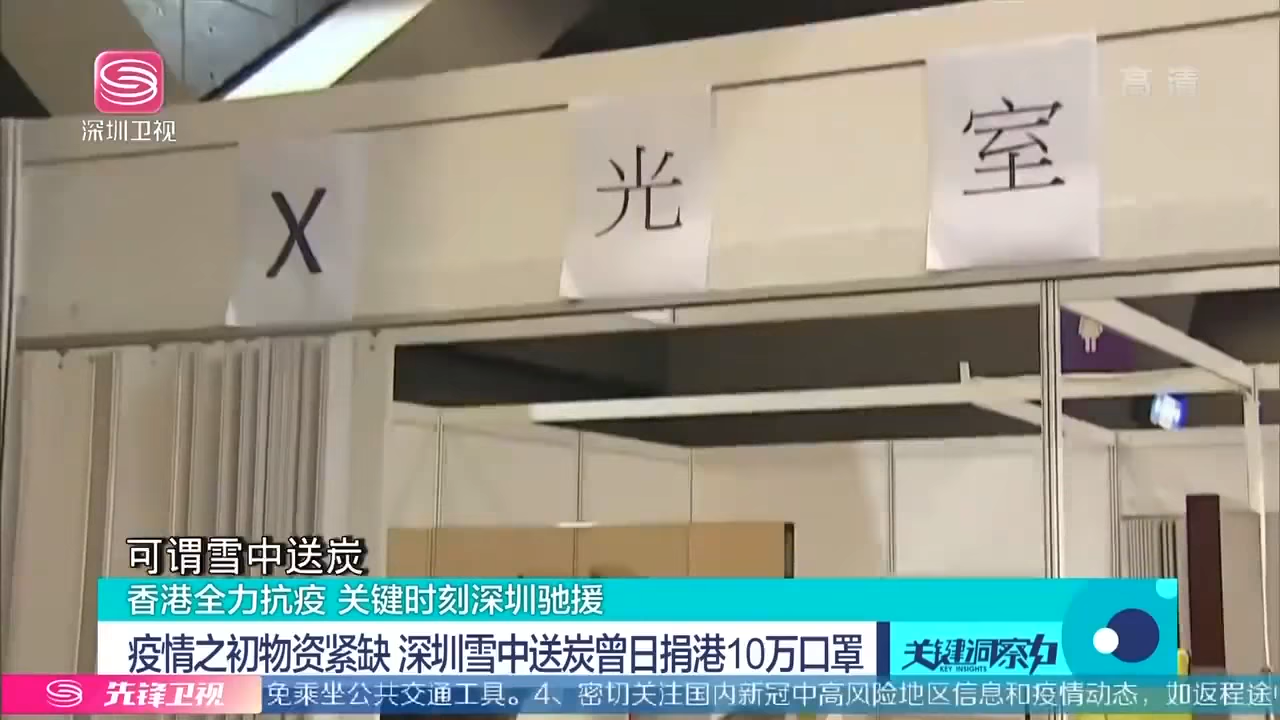 深圳卫视
高清
X 光 室
可谓雪中送炭
香港全力抗疫 关键时刻深圳驰援
疫情之初物资紧缺 深圳雪中送炭曾日捐港10万口罩
关键洞察力
KEY INSIGHTS
先锋卫视
免乘坐公共交通工具。4、密切关注国内新冠中高风险地区信息和疫情动态，如返程途